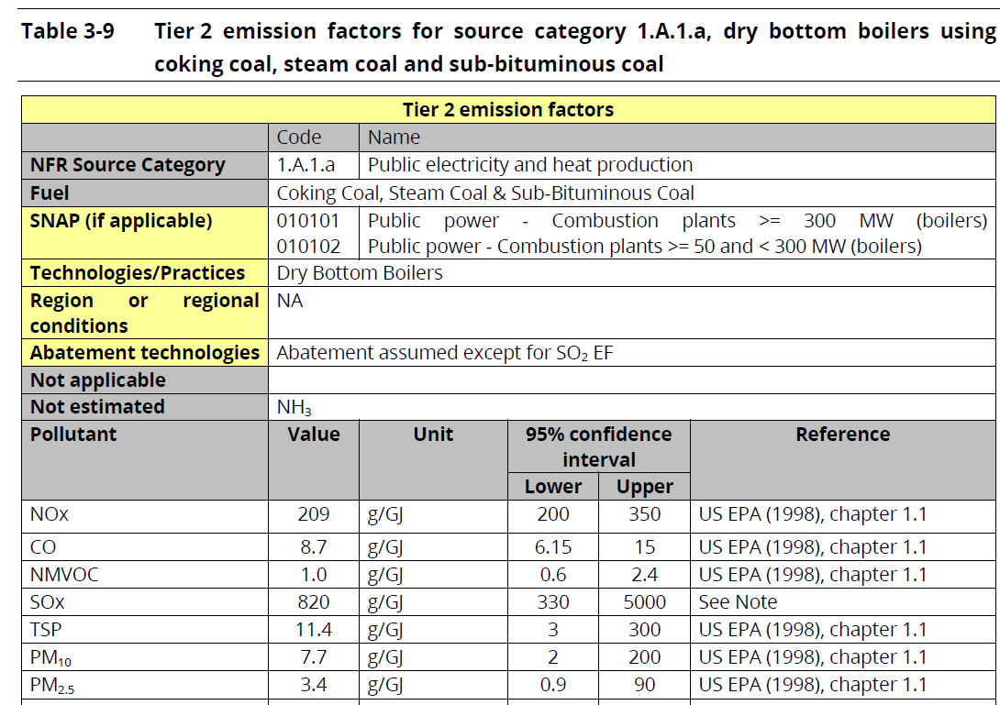 Table 3-9 Tier 2 emission factors for source category 1.A.1.a, dry bottom boilers using
coking coal, steam coal and sub-bituminous coal
Tier 2 emission factors
Code Name
NFR Source Category 1.A.1.a Public electricity and heat production
Fuel Coking Coal, Steam Coal & Sub-Bituminous Coal
SNAP (if applicable) 010101 Public power - Combustion plants >= 300 MW (boilers)
010102 Public power - Combustion plants >= 50 and < 300 MW (boilers)
Technologies/Practices Dry Bottom Boilers
Region or regional NA
conditions
Abatement technologies Abatement assumed except for SO₂ EF
Not applicable
Not estimated NH₃
Pollutant Value Unit 95% confidence Reference
interval
Lower Upper
NOx 209 g/GJ 200 350 US EPA (1998), chapter 1.1
CO 8.7 g/GJ 6.15 15 US EPA (1998), chapter 1.1
NMVOC 1.0 g/GJ 0.6 2.4 US EPA (1998), chapter 1.1
SOx 820 g/GJ 330 5000 See Note
TSP 11.4 g/GJ 3 300 US EPA (1998), chapter 1.1
PM₁₀ 7.7 g/GJ 2 200 US EPA (1998), chapter 1.1
PM₂.₅ 3.4 g/GJ 0.9 90 US EPA (1998), chapter 1.1